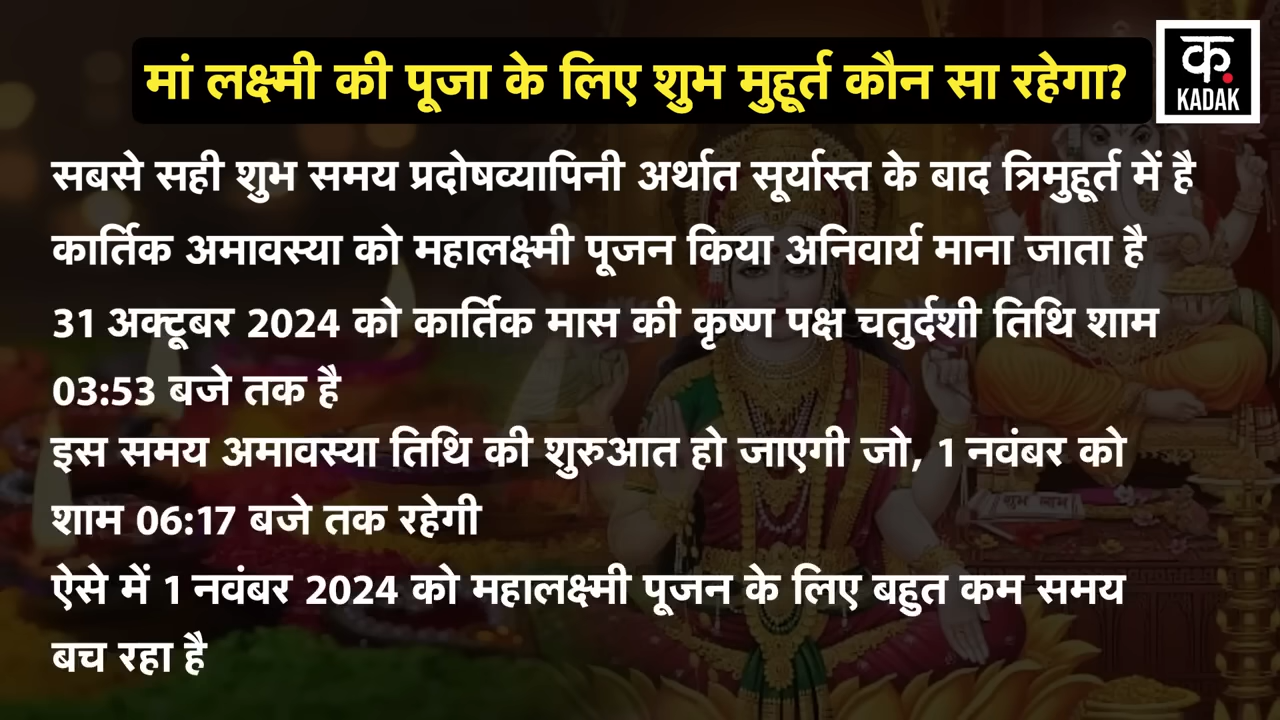 मां लक्ष्मी की पूजा के लिए शुभ मुहूर्त कौन सा रहेगा?
क
KADAK
सबसे सही शुभ समय प्रदोषव्यापिनी अर्थात सूर्यास्त के बाद त्रिमुहूर्त में है
कार्तिक अमावस्या को महालक्ष्मी पूजन किया अनिवार्य माना जाता है
31 अक्टूबर 2024 को कार्तिक मास की कृष्ण पक्ष चतुर्दशी तिथि शाम
03:53 बजे तक है
इस समय अमावस्या तिथि की शुरुआत हो जाएगी जो, 1 नवंबर को
शाम 06:17 बजे तक रहेगी
ऐसे में 1 नवंबर 2024 को महालक्ष्मी पूजन के लिए बहुत कम समय
बच रहा है
शुभ लाभ